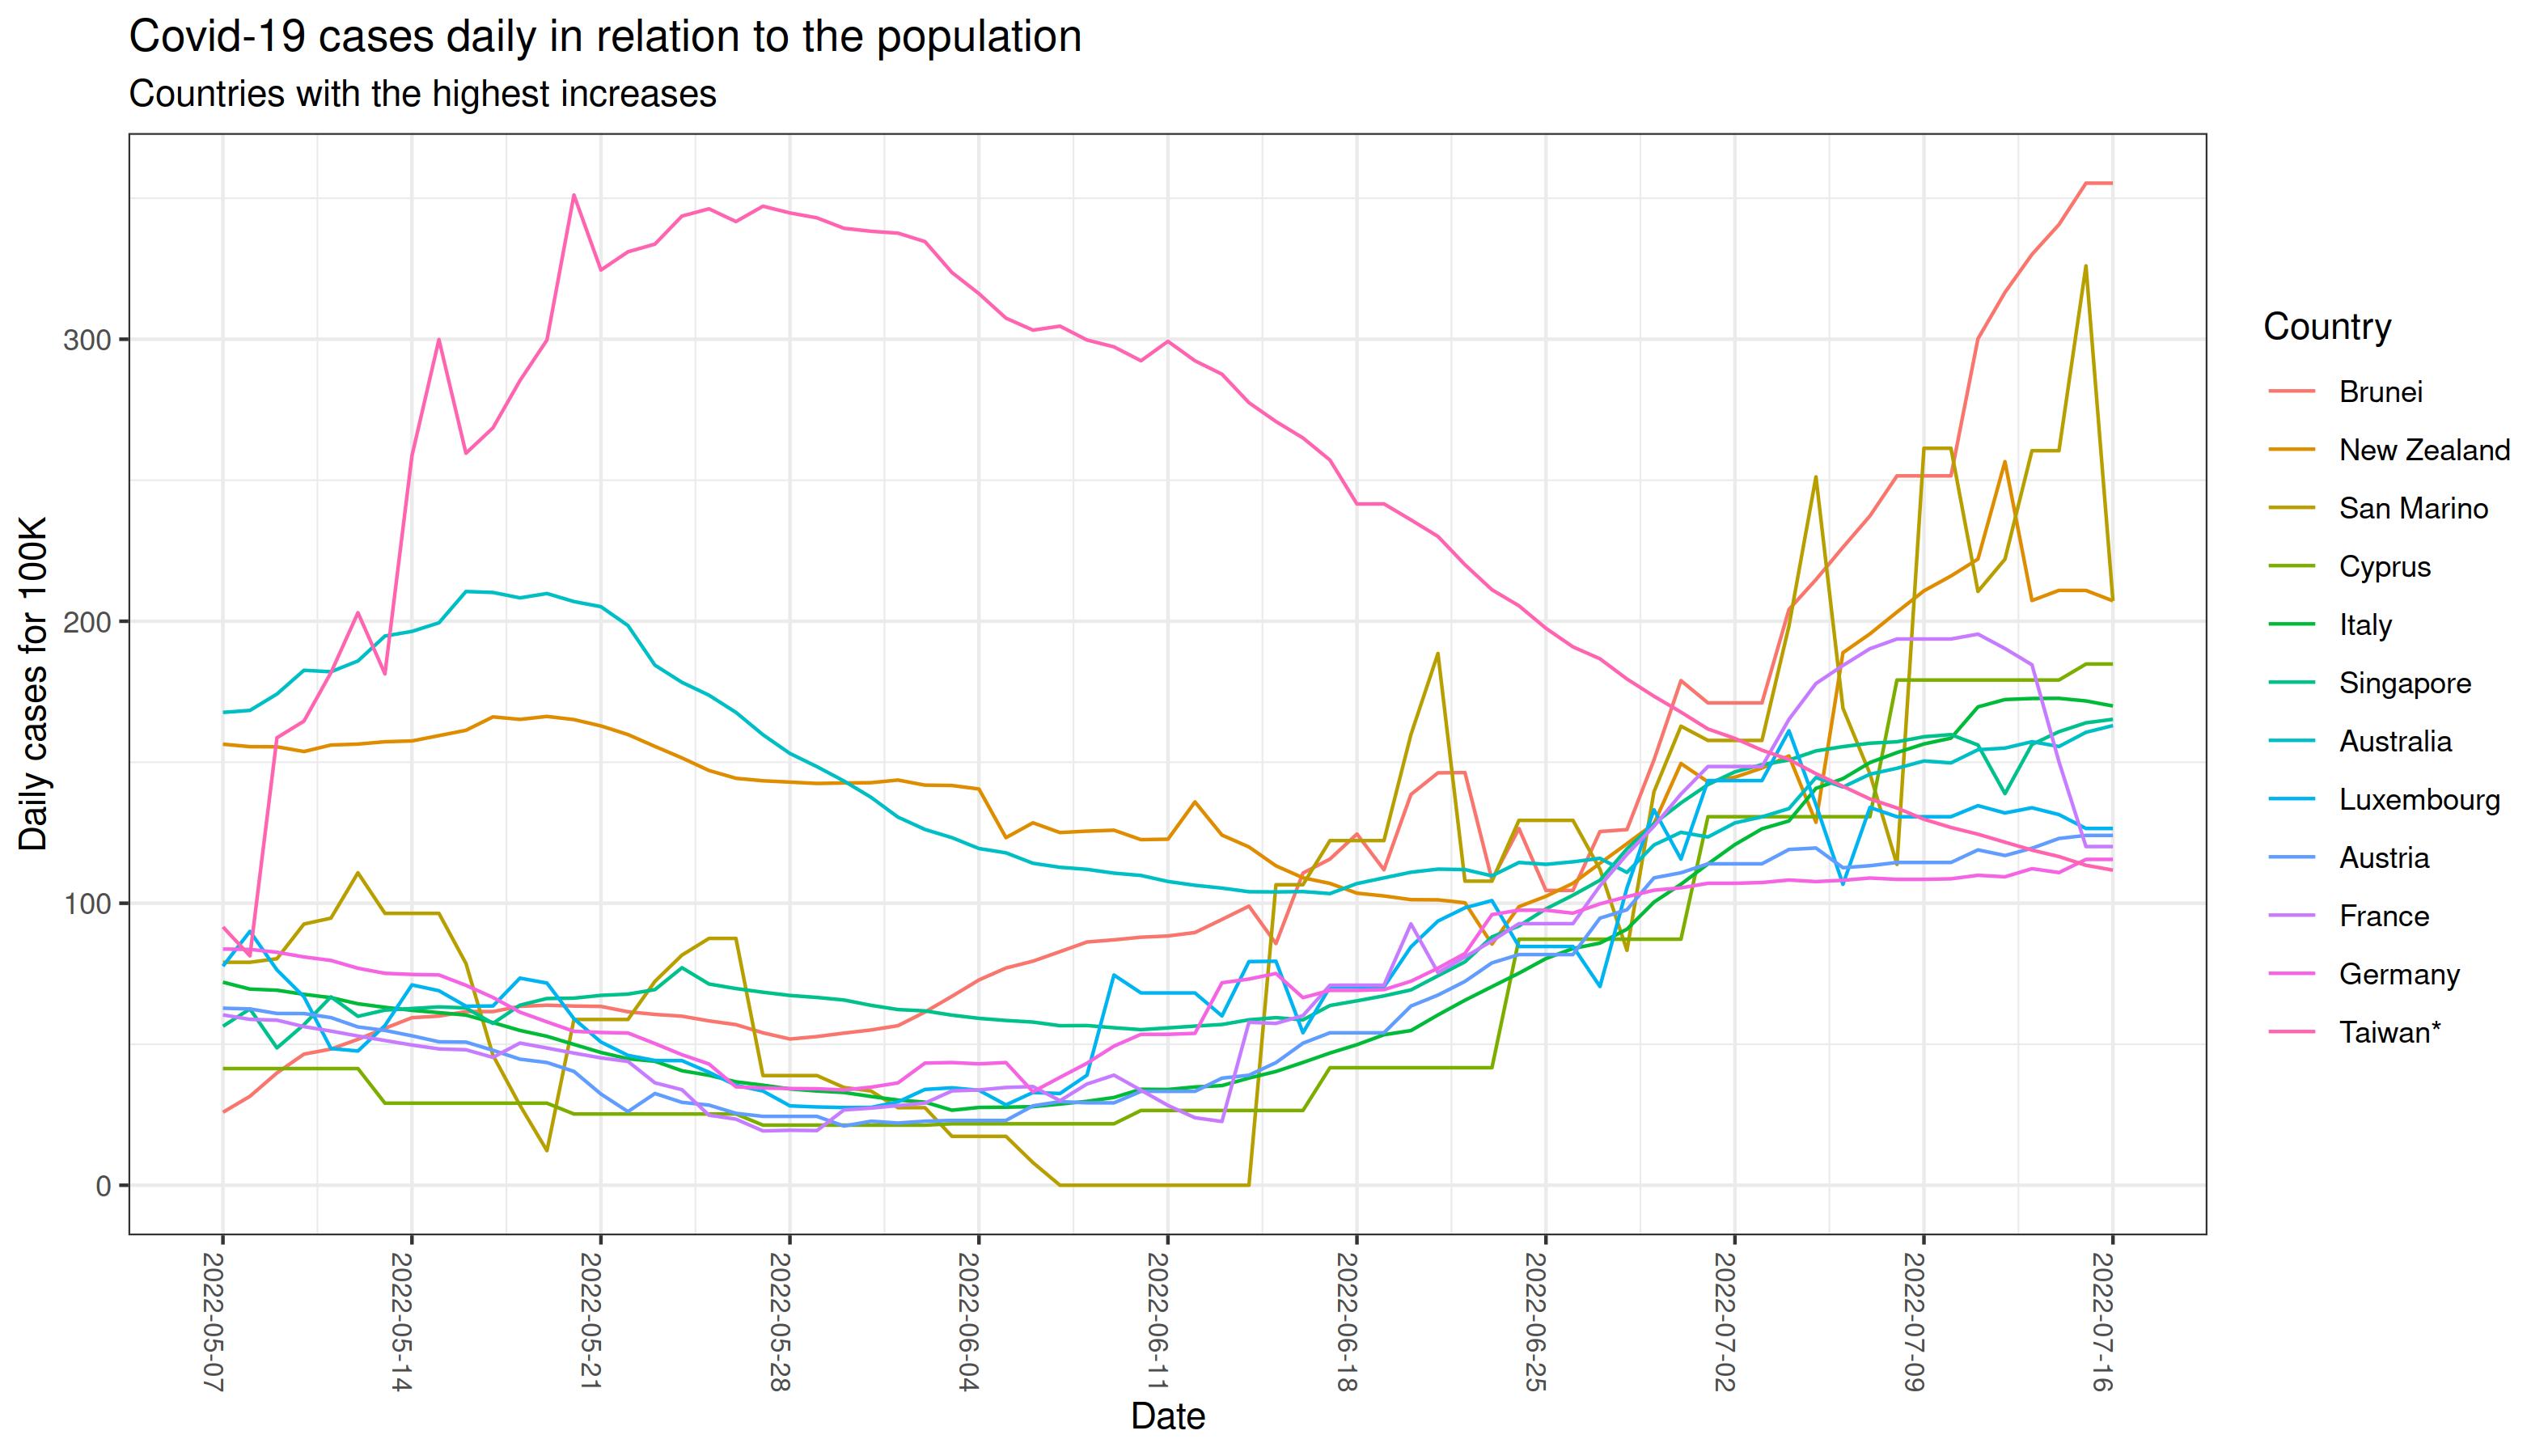 Covid-19 cases daily in relation to the population
Countries with the highest increases
Daily cases for 100K
300
200
100
0
2022-05-07
2022-05-14
2022-05-21
2022-05-28
2022-06-04
2022-06-11
2022-06-18
2022-06-25
2022-07-02
2022-07-09
2022-07-16
Date
Country
Brunei
New Zealand
San Marino
Cyprus
Italy
Singapore
Australia
Luxembourg
Austria
France
Germany
Taiwan*